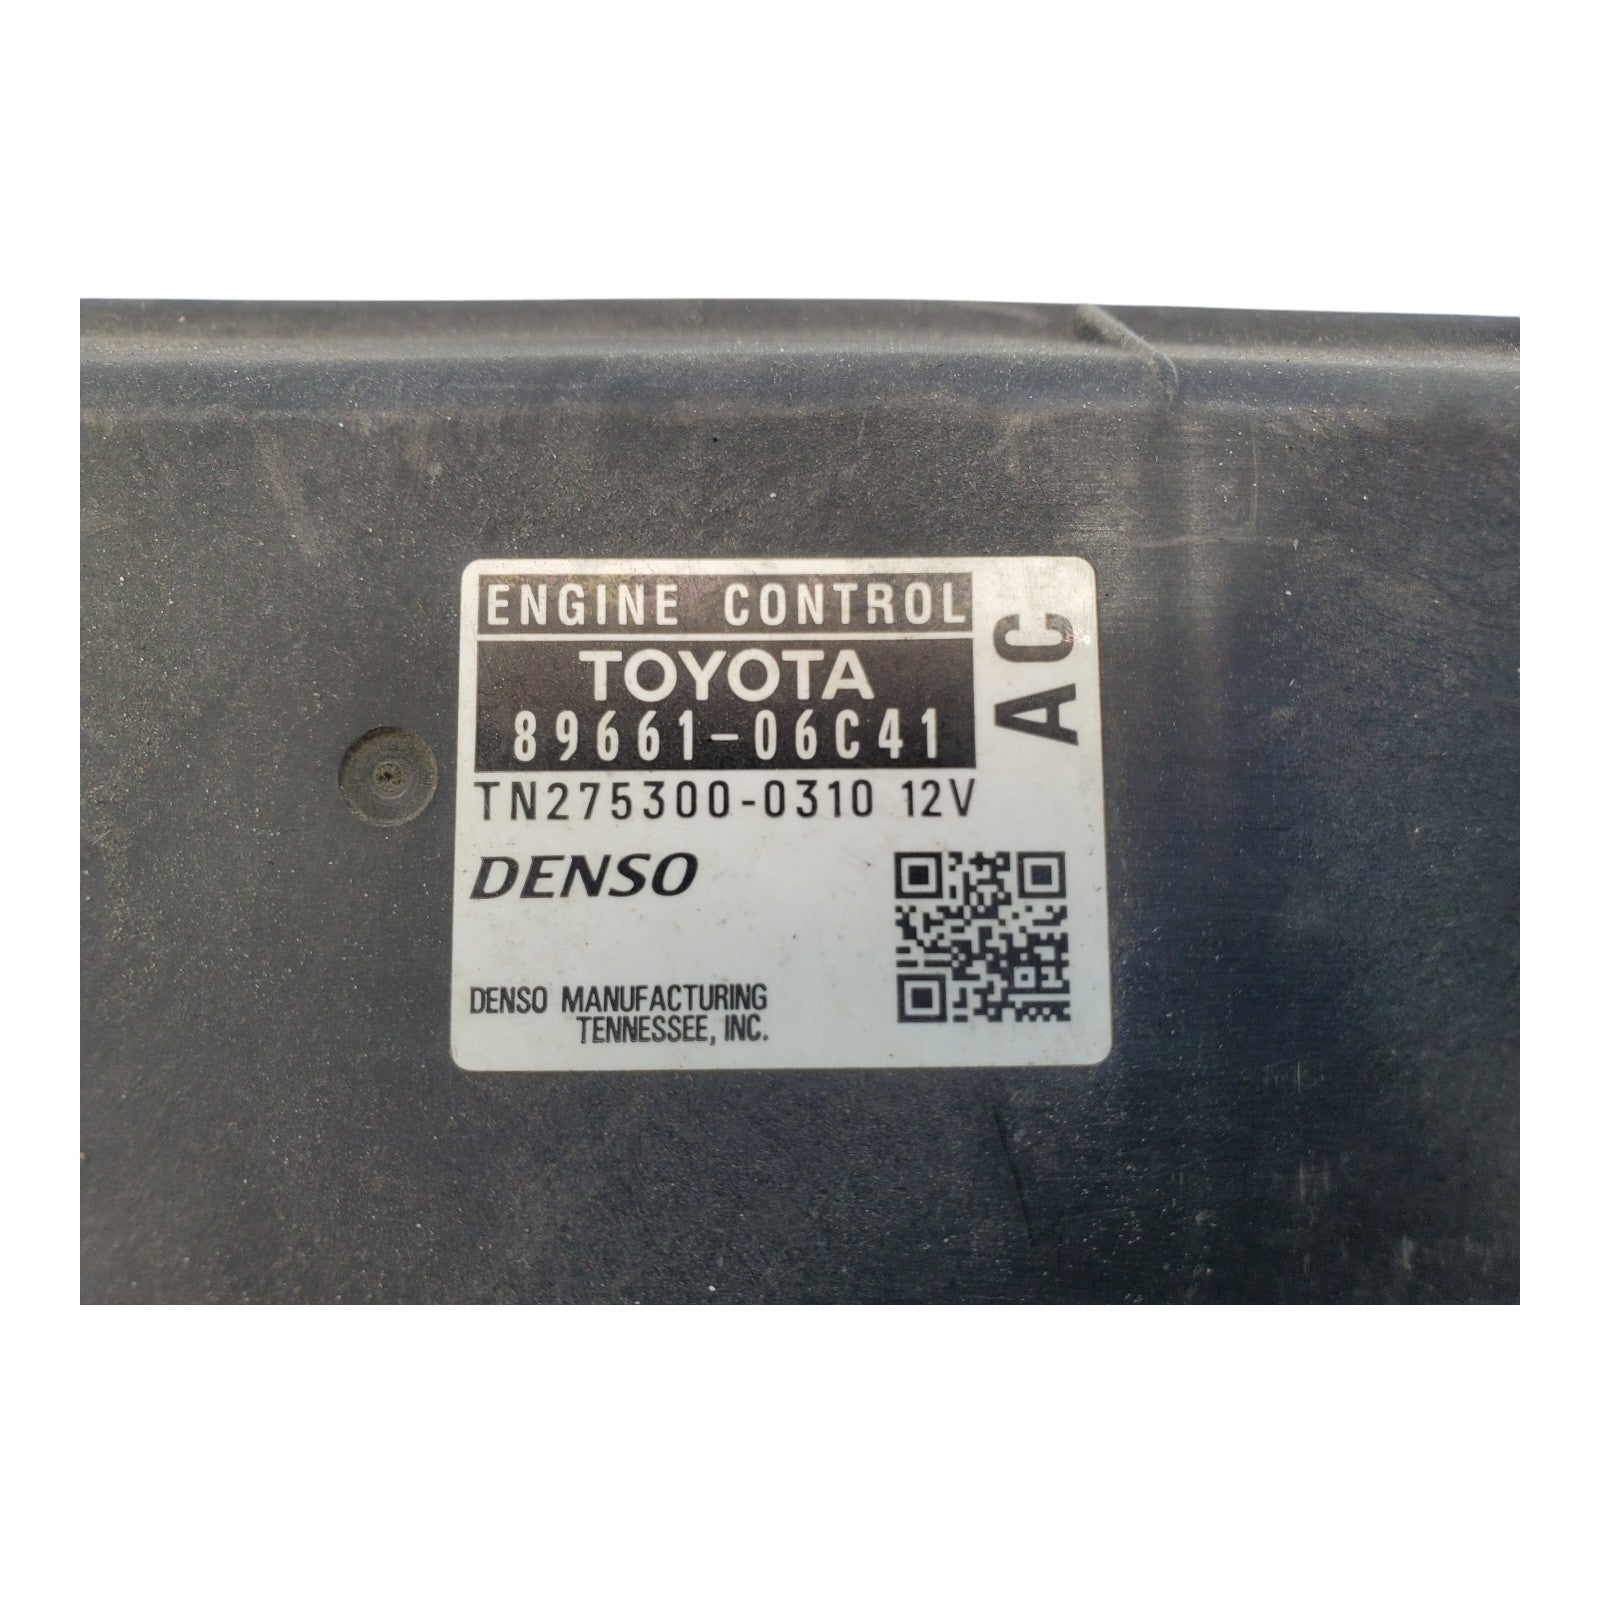 ENGINE CONTROL
TOYOTA
89661-06C41
AC
TN275300-0310 12V
DENSO
DENSO MANUFACTURING
TENNESSEE, INC.